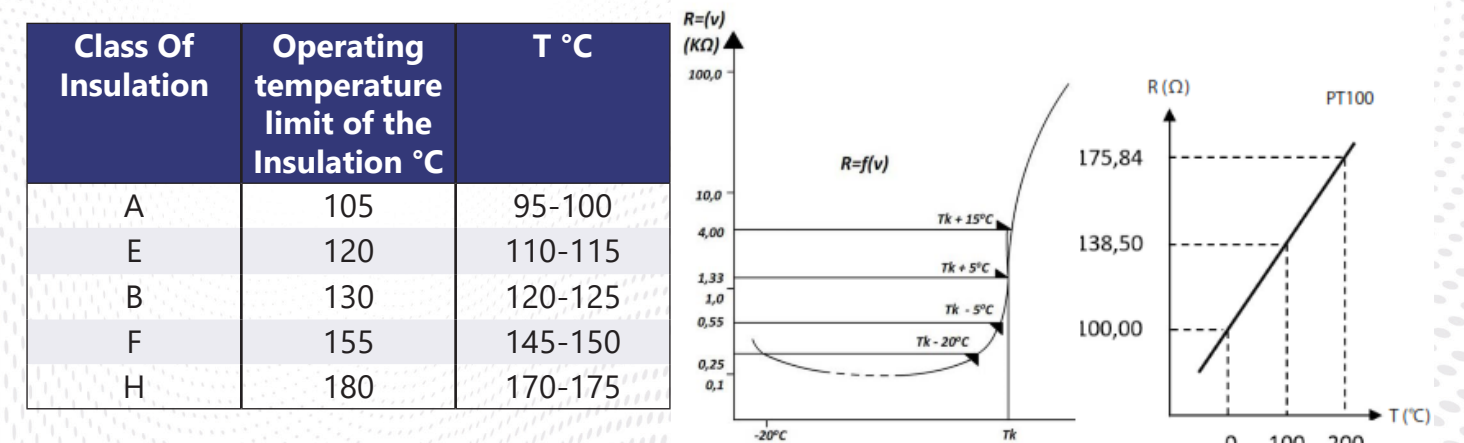 Class Of Insulation
Operating temperature limit of the Insulation °C
T °C
A 105 95-100
E 120 110-115
B 130 120-125
F 155 145-150
H 180 170-175
R=(v)
(KΩ)
100,0
R=f(v)
10,0
Tk + 15°C
4,00
Tk + 5°C
1,33
1,0
Tk - 5°C
0,55
Tk - 20°C
0,25
0,1
-20°C
Tk
R (Ω)
PT100
175,84
138,50
100,00
T (°C)
0 100 200